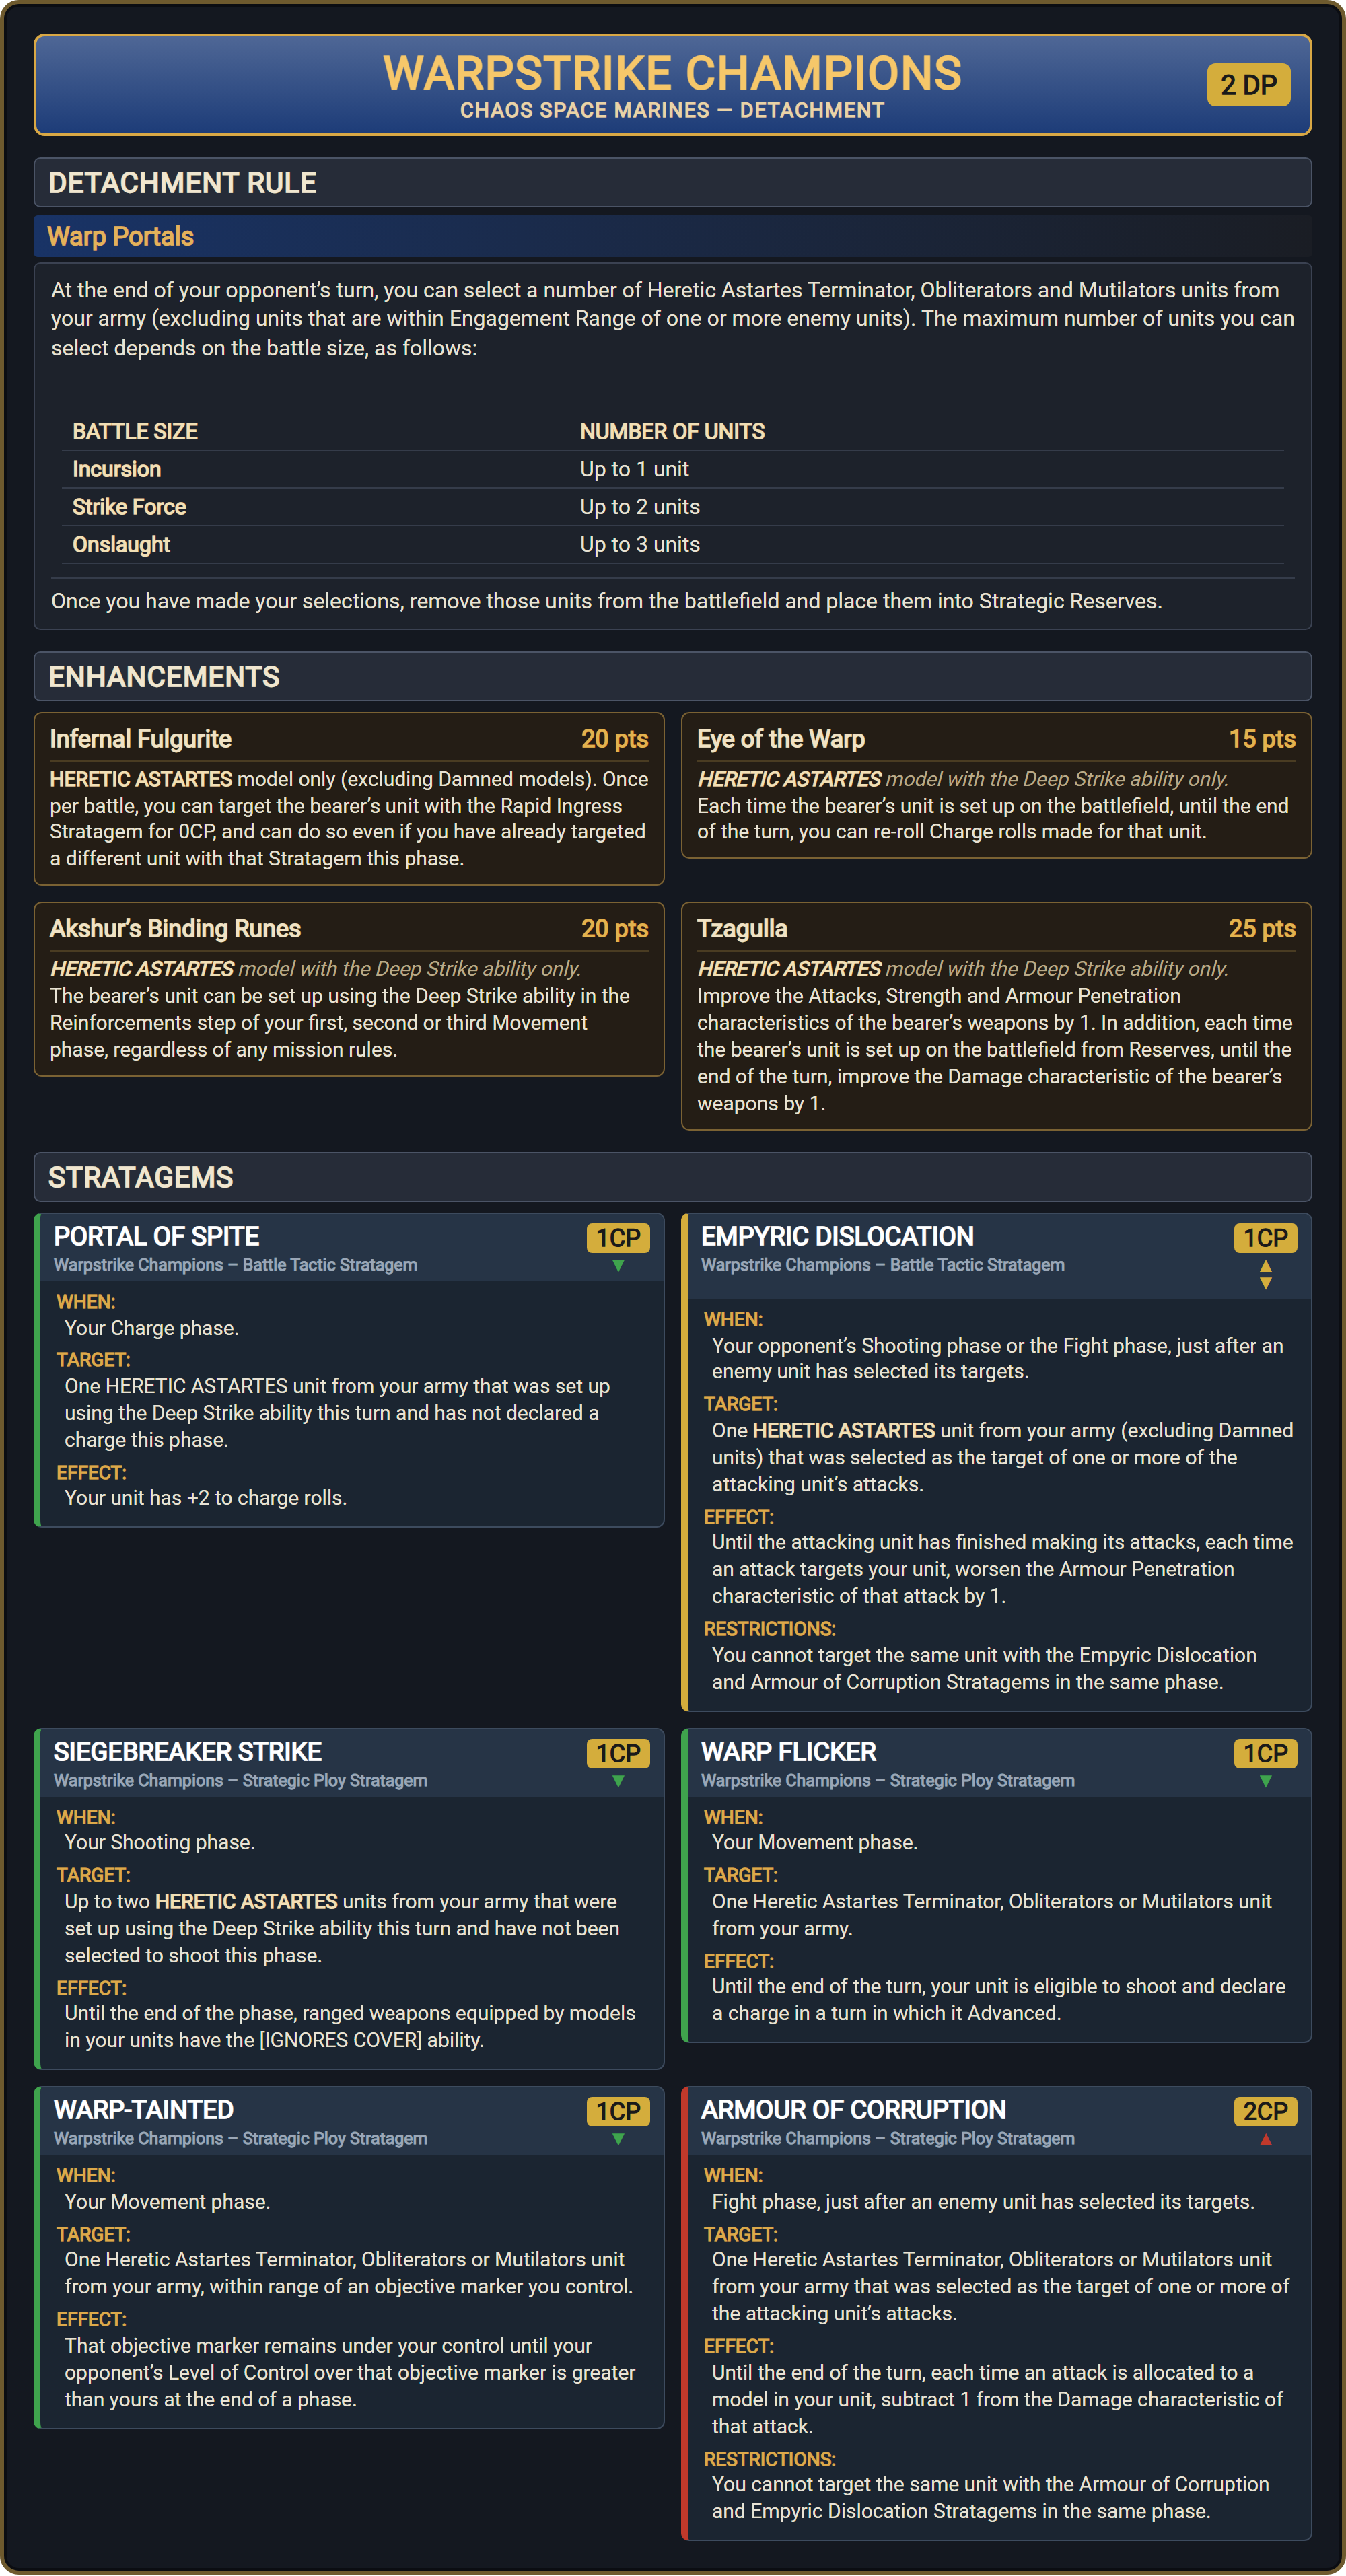 WARPSTRIKE CHAMPIONS
CHAOS SPACE MARINES — DETACHMENT
2 DP
DETACHMENT RULE
Warp Portals
At the end of your opponent’s turn, you can select a number of Heretic Astartes Terminator, Obliterators and Mutilators units from
your army (excluding units that are within Engagement Range of one or more enemy units). The maximum number of units you can
select depends on the battle size, as follows:
BATTLE SIZE NUMBER OF UNITS
Incursion Up to 1 unit
Strike Force Up to 2 units
Onslaught Up to 3 units
Once you have made your selections, remove those units from the battlefield and place them into Strategic Reserves.
ENHANCEMENTS
Infernal Fulgurite 20 pts
HERETIC ASTARTES model only (excluding Damned models). Once
per battle, you can target the bearer’s unit with the Rapid Ingress
Stratagem for 0CP, and can do so even if you have already targeted
a different unit with that Stratagem this phase.
Eye of the Warp 15 pts
HERETIC ASTARTES model with the Deep Strike ability only.
Each time the bearer’s unit is set up on the battlefield, until the end
of the turn, you can re-roll Charge rolls made for that unit.
Akshur’s Binding Runes 20 pts
HERETIC ASTARTES model with the Deep Strike ability only.
The bearer’s unit can be set up using the Deep Strike ability in the
Reinforcements step of your first, second or third Movement
phase, regardless of any mission rules.
Tzagulla 25 pts
HERETIC ASTARTES model with the Deep Strike ability only.
Improve the Attacks, Strength and Armour Penetration
characteristics of the bearer’s weapons by 1. In addition, each time
the bearer’s unit is set up on the battlefield from Reserves, until the
end of the turn, improve the Damage characteristic of the bearer’s
weapons by 1.
STRATAGEMS
PORTAL OF SPITE 1CP
Warpstrike Champions – Battle Tactic Stratagem ▼
WHEN:
Your Charge phase.
TARGET:
One HERETIC ASTARTES unit from your army that was set up
using the Deep Strike ability this turn and has not declared a
charge this phase.
EFFECT:
Your unit has +2 to charge rolls.
EMPYRIC DISLOCATION 1CP
Warpstrike Champions – Battle Tactic Stratagem ▲
▼
WHEN:
Your opponent’s Shooting phase or the Fight phase, just after an
enemy unit has selected its targets.
TARGET:
One HERETIC ASTARTES unit from your army (excluding Damned
units) that was selected as the target of one or more of the
attacking unit’s attacks.
EFFECT:
Until the attacking unit has finished making its attacks, each time
an attack targets your unit, worsen the Armour Penetration
characteristic of that attack by 1.
RESTRICTIONS:
You cannot target the same unit with the Empyric Dislocation
and Armour of Corruption Stratagems in the same phase.
SIEGEBREAKER STRIKE 1CP
Warpstrike Champions – Strategic Ploy Stratagem ▼
WHEN:
Your Shooting phase.
TARGET:
Up to two HERETIC ASTARTES units from your army that were
set up using the Deep Strike ability this turn and have not been
selected to shoot this phase.
EFFECT:
Until the end of the phase, ranged weapons equipped by models
in your units have the [IGNORES COVER] ability.
WARP FLICKER 1CP
Warpstrike Champions – Strategic Ploy Stratagem ▼
WHEN:
Your Movement phase.
TARGET:
One Heretic Astartes Terminator, Obliterators or Mutilators unit
from your army.
EFFECT:
Until the end of the turn, your unit is eligible to shoot and declare
a charge in a turn in which it Advanced.
WARP-TAINTED 1CP
Warpstrike Champions – Strategic Ploy Stratagem ▼
WHEN:
Your Movement phase.
TARGET:
One Heretic Astartes Terminator, Obliterators or Mutilators unit
from your army, within range of an objective marker you control.
EFFECT:
That objective marker remains under your control until your
opponent’s Level of Control over that objective marker is greater
than yours at the end of a phase.
ARMOUR OF CORRUPTION 2CP
Warpstrike Champions – Strategic Ploy Stratagem ▲
WHEN:
Fight phase, just after an enemy unit has selected its targets.
TARGET:
One Heretic Astartes Terminator, Obliterators or Mutilators unit
from your army that was selected as the target of one or more of
the attacking unit’s attacks.
EFFECT:
Until the end of the turn, each time an attack is allocated to a
model in your unit, subtract 1 from the Damage characteristic of
that attack.
RESTRICTIONS:
You cannot target the same unit with the Armour of Corruption
and Empyric Dislocation Stratagems in the same phase.